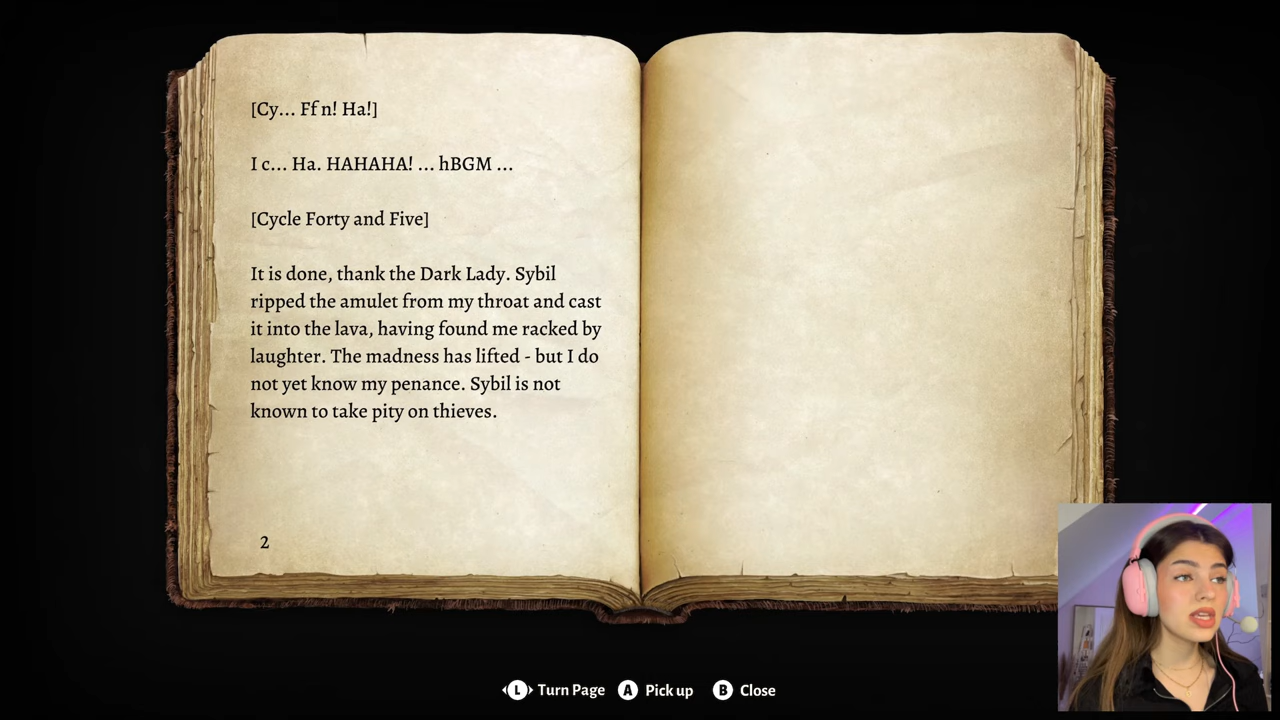 [Cy... Ff n! Ha!]
I c... Ha. HAHAHA! ... hBGM ...
[Cycle Forty and Five]
It is done, thank the Dark Lady. Sybil
ripped the amulet from my throat and cast
it into the lava, having found me racked by
laughter. The madness has lifted - but I do
not yet know my penance. Sybil is not
known to take pity on thieves.
2
L Turn Page A Pick up B Close